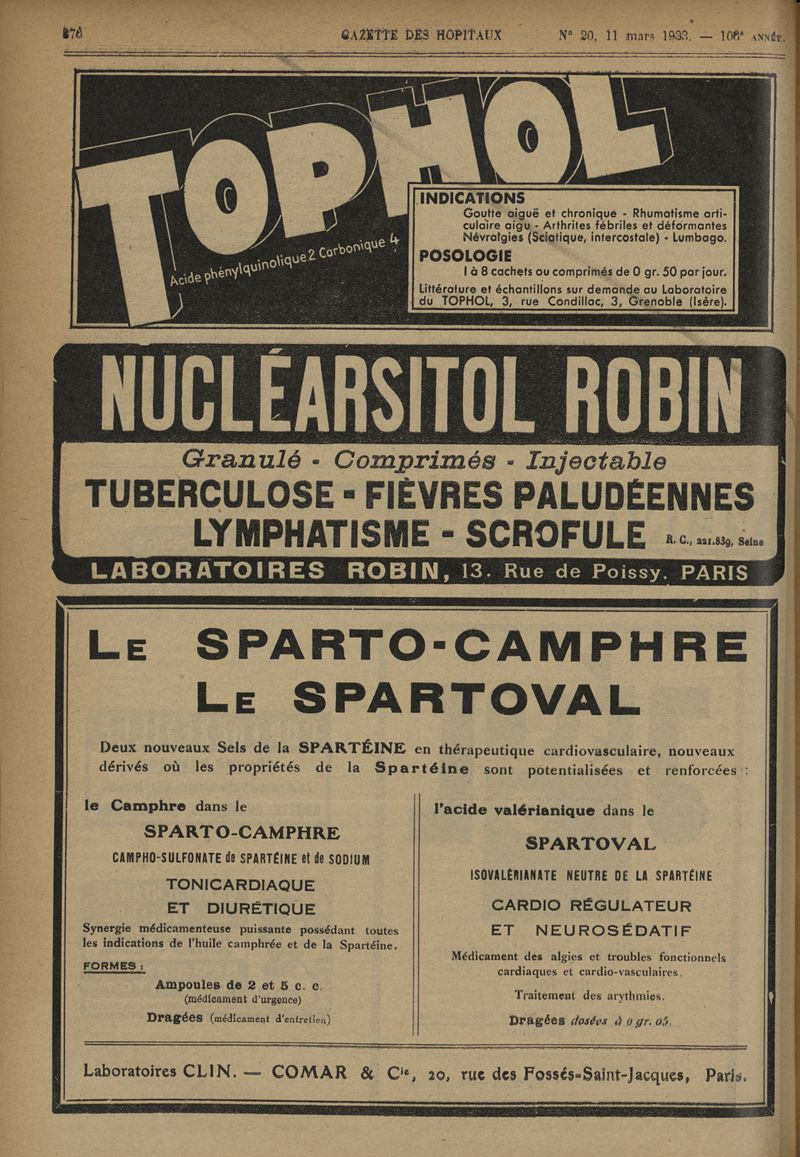 GAZETTE DES HOPITAUX
Nº 20, 11 mars 1933. — 106e ANNÉE.
TOPHOL
Acide phénylquinolique 2 Carbonique 4
INDICATIONS
Goutte aiguë et chronique - Rhumatisme arti-
culaire aigu - Arthrites fébriles et déformantes
Névralgies (Sciatique, intercostale) - Lumbago.
POSOLOGIE
1 à 8 cachets ou comprimés de 0 gr. 50 par jour.
Littérature et échantillons sur demande au Laboratoire
du TOPHOL, 3, rue Condillac, 3, Grenoble (Isère).
NUCLÉARSITOL ROBIN
Granulé - Comprimés - Injectable
TUBERCULOSE - FIÈVRES PALUDÉENNES
LYMPHATISME - SCROFULE R. C., 221.839, Seine
LABORATOIRES ROBIN, 13. Rue de Poissy. PARIS
LE SPARTO-CAMPHRE
LE SPARTOVAL
Deux nouveaux Sels de la SPARTÉINE en thérapeutique cardiovasculaire, nouveaux
dérivés où les propriétés de la Spartéine sont potentialisées et renforcées :
le Camphre dans le
SPARTO-CAMPHRE
CAMPHO-SULFONATE de SPARTÉINE et de SODIUM
TONICARDIAQUE
ET DIURÉTIQUE
Synergie médicamenteuse puissante possédant toutes
les indications de l'huile camphrée et de la Spartéine.
FORMES :
Ampoules de 2 et 5 c. c.
(médicament d'urgence)
Dragées (médicament d'entretien)
l'acide valérianique dans le
SPARTOVAL
ISOVALÉRIANATE NEUTRE DE LA SPARTÉINE
CARDIO RÉGULATEUR
ET NEUROSÉDATIF
Médicament des algies et troubles fonctionnels
cardiaques et cardio-vasculaires.
Traitement des arythmies.
Dragées dosées à 0 gr. 05.
Laboratoires CLIN. — COMAR & Cie, 20, rue des Fossés-Saint-Jacques, Paris.